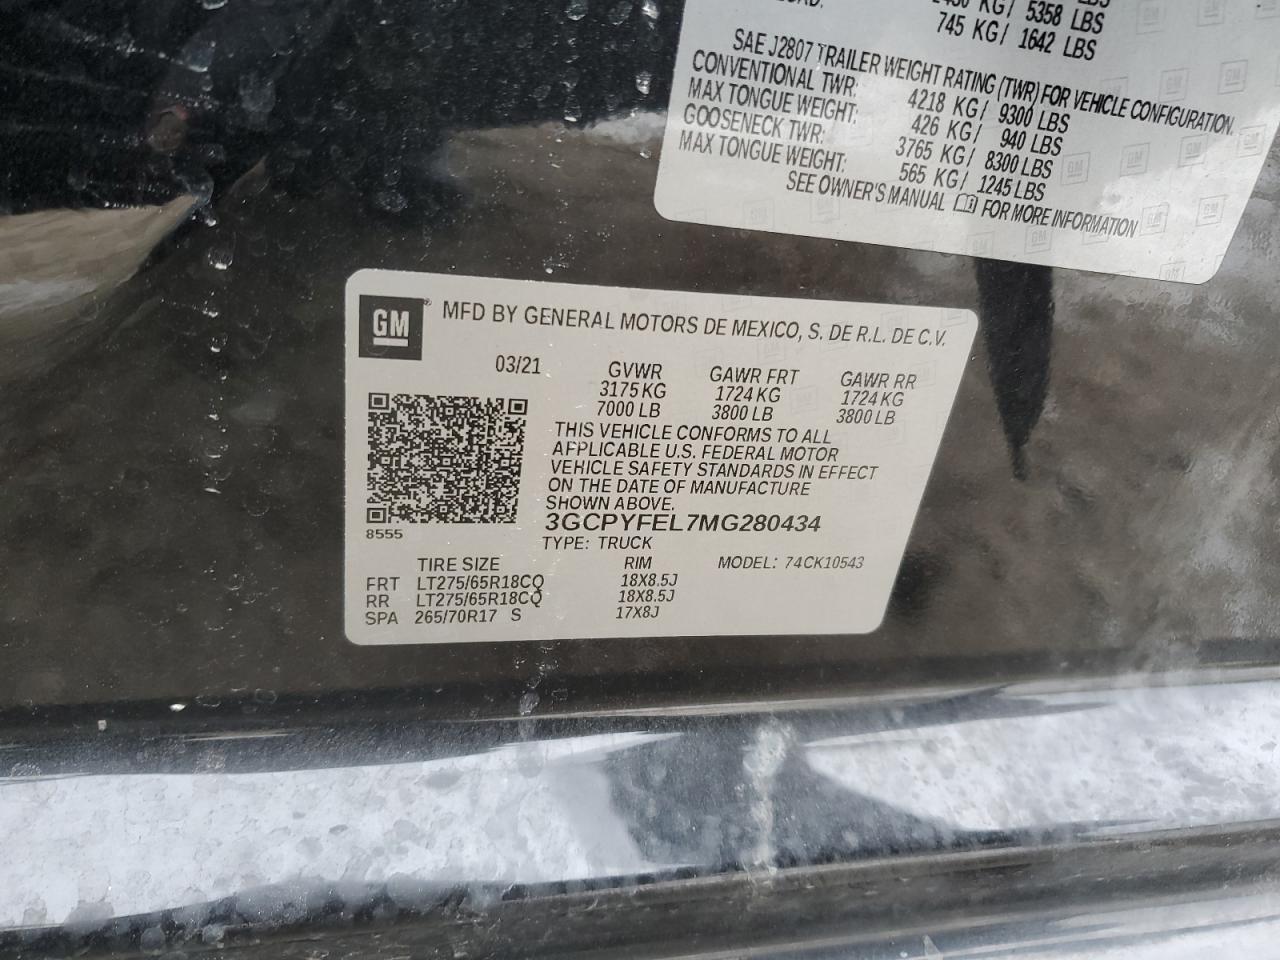 5358 LBS
745 KG/ 1642 LBS
SAE J2807 TRAILER WEIGHT RATING (TWR) FOR VEHICLE CONFIGURATION.
CONVENTIONAL TWR: 4218 KG/ 9300 LBS
MAX TONGUE WEIGHT: 426 KG/ 940 LBS
GOOSENECK TWR: 3765 KG/ 8300 LBS
MAX TONGUE WEIGHT: 565 KG/ 1245 LBS
SEE OWNER'S MANUAL FOR MORE INFORMATION
GM® MFD BY GENERAL MOTORS DE MEXICO, S. DE R.L. DE C.V.
03/21 GVWR GAWR FRT GAWR RR
3175 KG 1724 KG 1724 KG
7000 LB 3800 LB 3800 LB
THIS VEHICLE CONFORMS TO ALL
APPLICABLE U.S. FEDERAL MOTOR
VEHICLE SAFETY STANDARDS IN EFFECT
ON THE DATE OF MANUFACTURE
SHOWN ABOVE.
3GCPYFEL7MG280434
8555
TYPE: TRUCK
TIRE SIZE RIM MODEL: 74CK10543
FRT LT275/65R18CQ 18X8.5J
RR LT275/65R18CQ 18X8.5J
SPA 265/70R17 S 17X8J